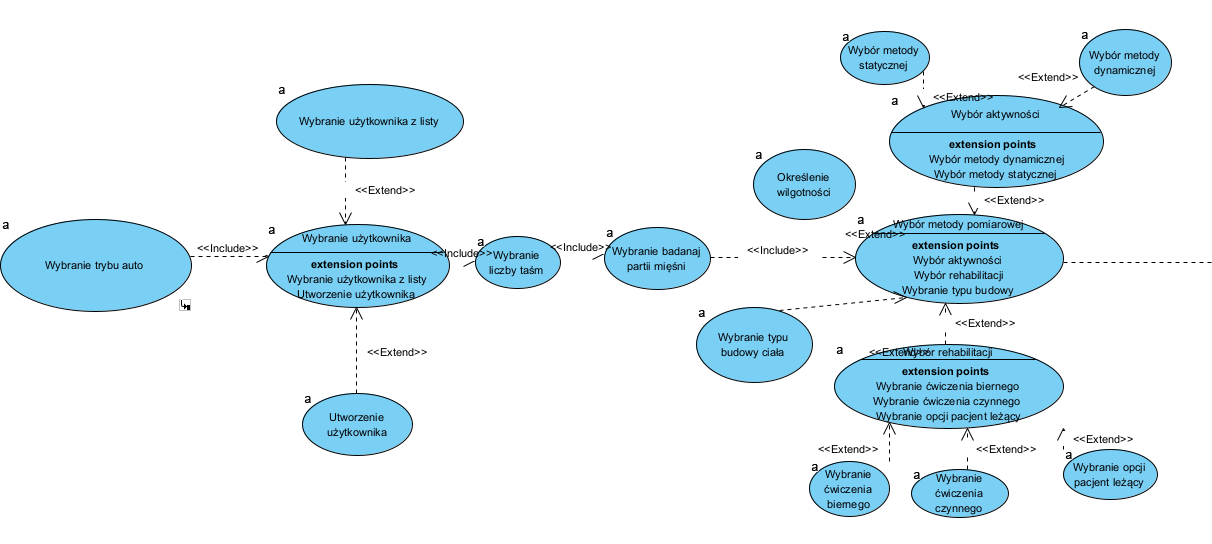 a
Wybór metody
statycznej
a
Wybór metody
dynamicznej
<<Extend>>
<<Extend>>
a
Wybór aktywności
extension points
Wybór metody dynamicznej
Wybór metody statycznej
a
Wybranie użytkownika z listy
<<Extend>>
a
Określenie
wilgotności
<<Extend>>
a
Wybranie trybu auto
<<Include>>
a
Wybranie użytkownika
extension points
Wybranie użytkownika z listy
Utworzenie użytkownika
<<Include>>
a
Wybranie
liczby taśm
<<Include>>
a
Wybranie badanaj
partii mięśni
<<Include>>
a
Wybór metody pomiarowej
<<Extend>>
extension points
Wybór aktywności
Wybór rehabilitacji
Wybranie typu budowy
a
Wybranie typu
budowy ciała
<<Extend>>
<<Extend>>
<<Extend>>
a
Wybór rehabilitacji
extension points
Wybranie ćwiczenia biernego
Wybranie ćwiczenia czynnego
Wybranie opcji pacjent leżący
a
Utworzenie
użytkownika
<<Extend>>
<<Extend>>
<<Extend>>
a
Wybranie
ćwiczenia
biernego
a
Wybranie
ćwiczenia
czynnego
a
Wybranie opcji
pacjent leżący